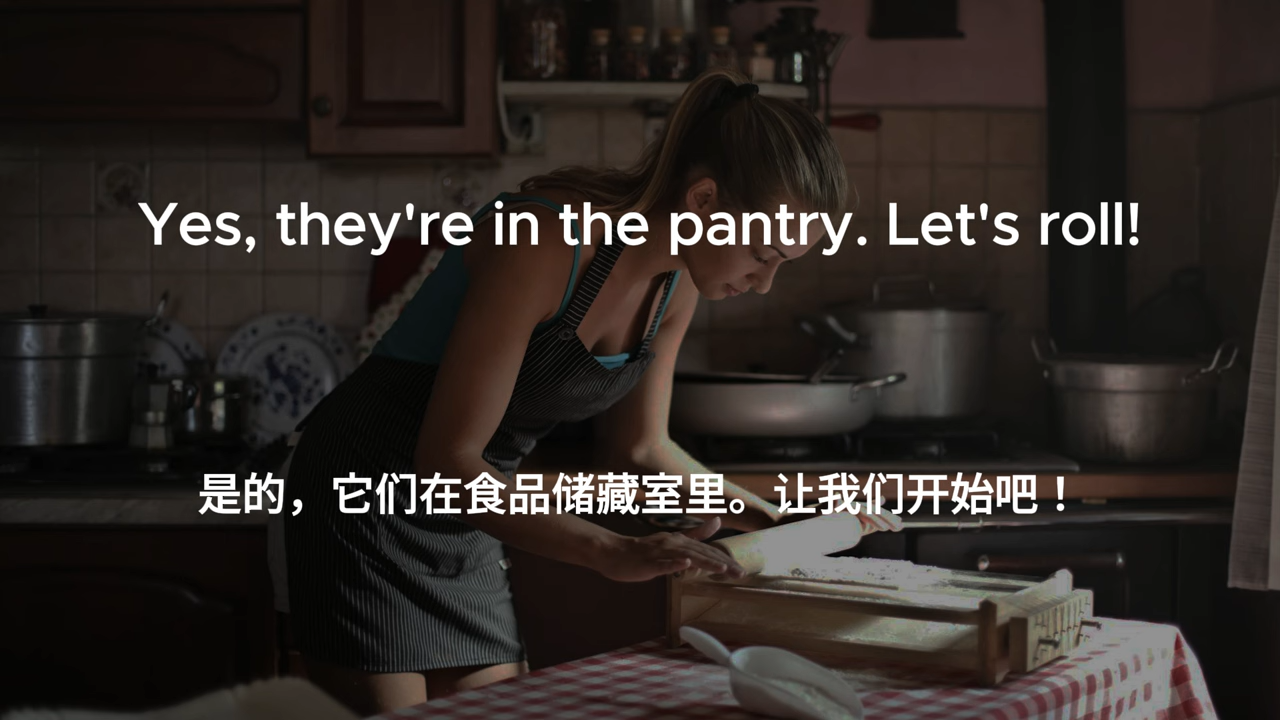 Yes, they're in the pantry. Let's roll!
是的，它们在食品储藏室里。让我们开始吧！